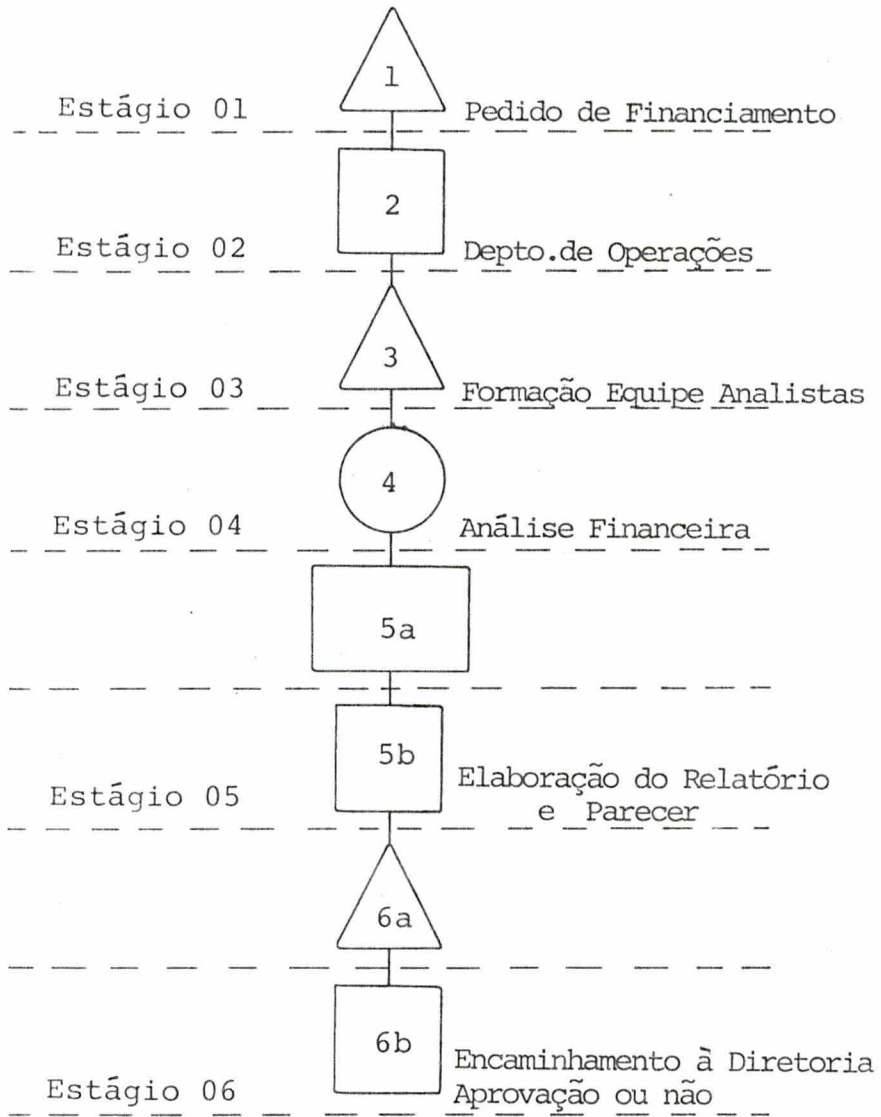 1
Estágio 01 Pedido de Financiamento
2
Estágio 02 Depto.de Operações
3
Estágio 03 Formação Equipe Analistas
4
Estágio 04 Análise Financeira
5a
5b
Elaboração do Relatório
Estágio 05 e Parecer
6a
6b
Encaminhamento à Diretoria
Estágio 06 Aprovação ou não